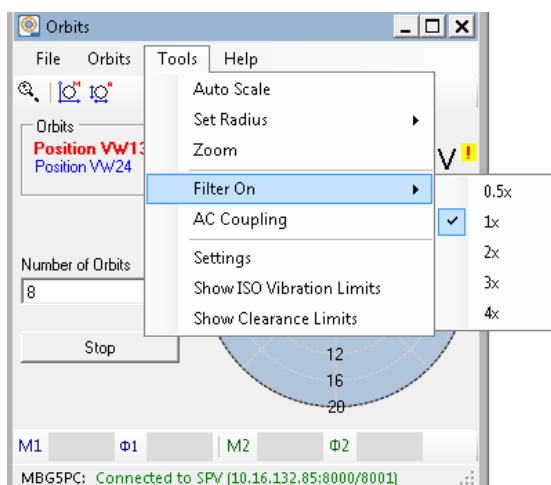 Orbits
File Orbits Tools Help
Auto Scale
Set Radius
Zoom
Filter On
AC Coupling
Settings
Show ISO Vibration Limits
Show Clearance Limits
0.5x
1x
2x
3x
4x
M
Orbits
Position VW13
Position VW24
V !
Number of Orbits
8
Stop
12
16
20
M1 Φ1 M2 Φ2
MBG5PC: Connected to SPV (10.16.132.85:8000/8001)